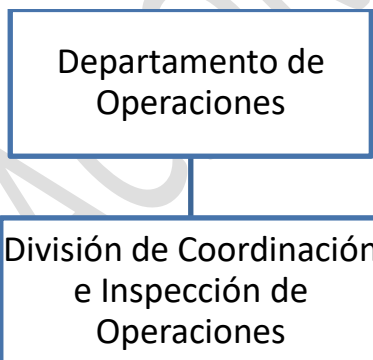 Departamento de
Operaciones
División de Coordinación
e Inspección de
Operaciones